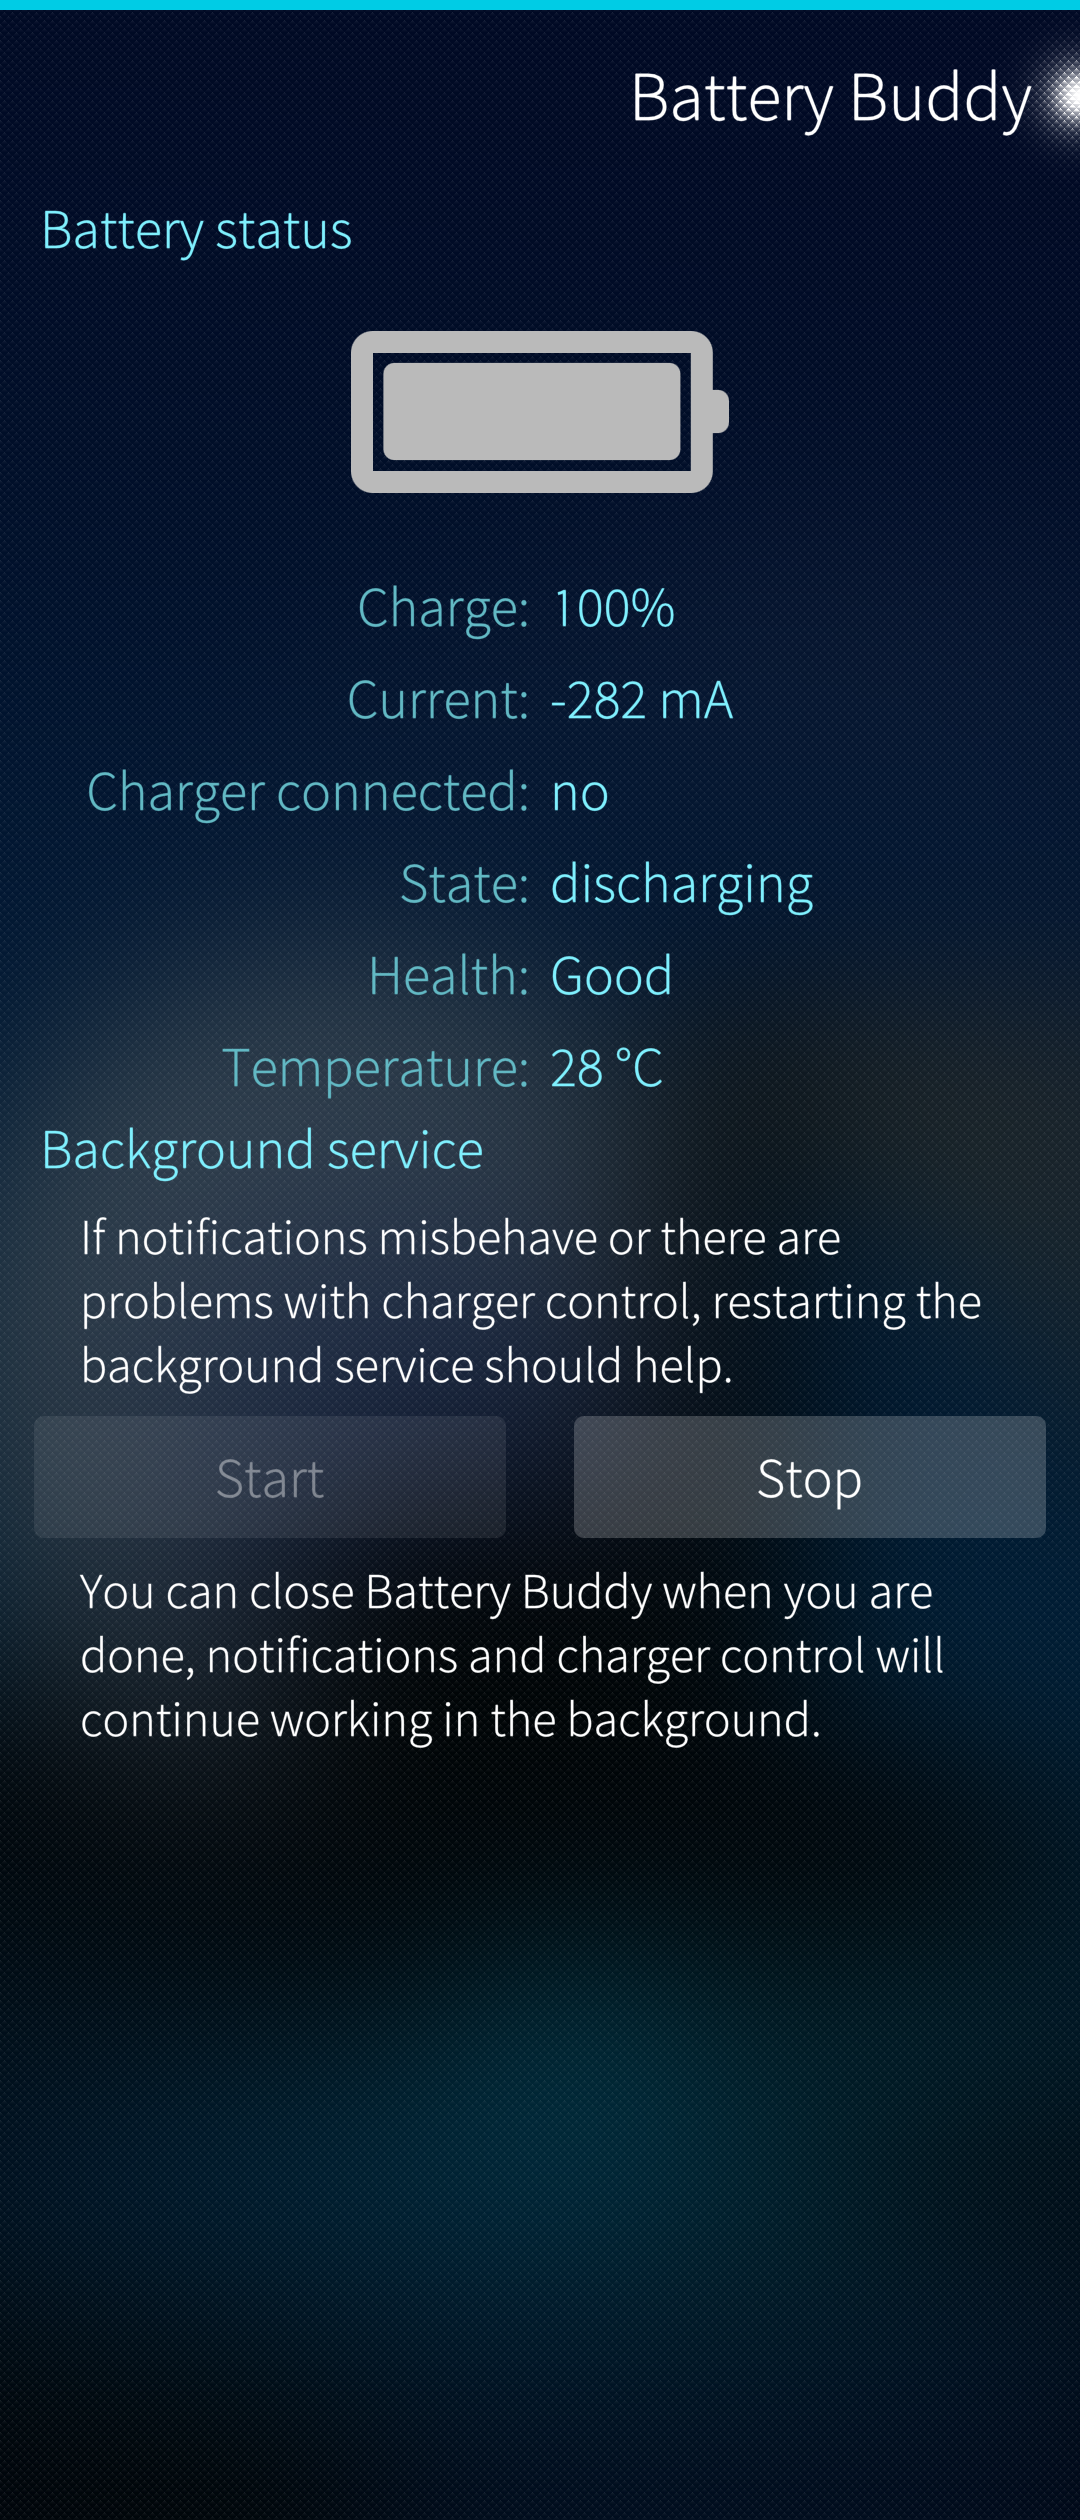 Battery Buddy
Battery status
Charge: 100%
Current: -282 mA
Charger connected: no
State: discharging
Health: Good
Temperature: 28 °C
Background service
If notifications misbehave or there are
problems with charger control, restarting the
background service should help.
Start Stop
You can close Battery Buddy when you are
done, notifications and charger control will
continue working in the background.